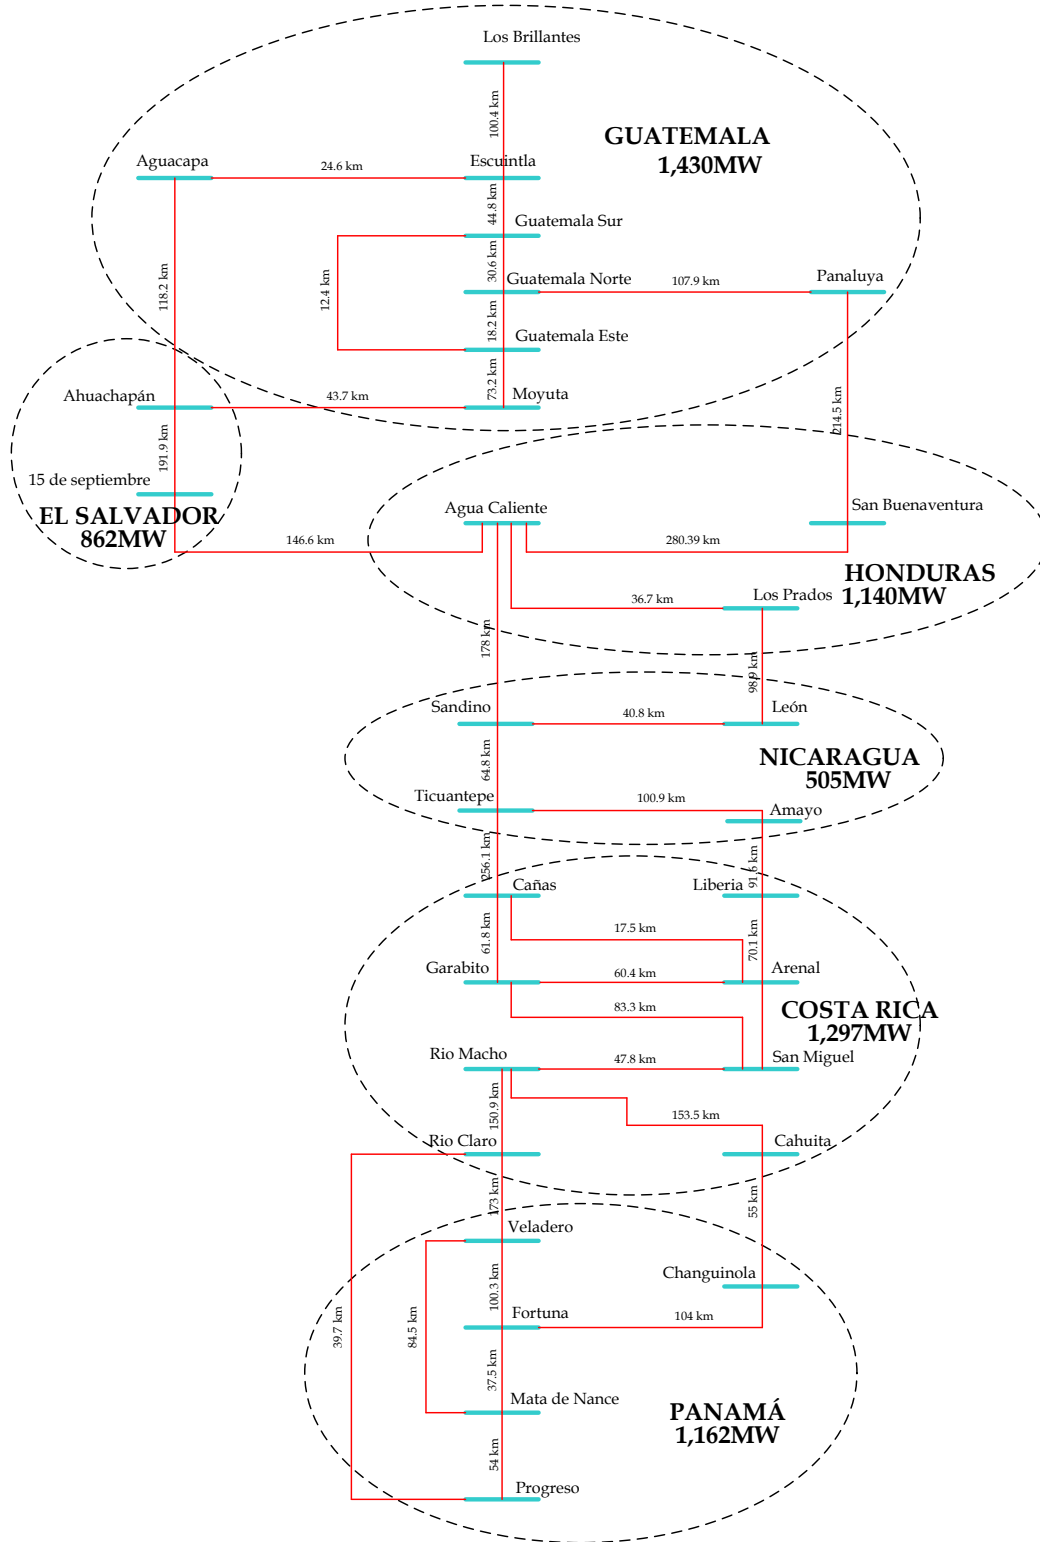 Los Brillantes
100.4 km
GUATEMALA
1,430MW
Aguacapa
24.6 km
Escuintla
44.8 km
Guatemala Sur
118.2 km
12.4 km
30.6 km
Guatemala Norte
107.9 km
Panaluya
18.2 km
Guatemala Este
73.2 km
Moyuta
Ahuachapán
43.7 km
214.5 km
191.9 km
15 de septiembre
EL SALVADOR
862MW
Agua Caliente
San Buenaventura
146.6 km
280.39 km
HONDURAS
1,140MW
Los Prados
36.7 km
178 km
98.9 km
Sandino
40.8 km
León
64.8 km
NICARAGUA
505MW
Ticuantepe
100.9 km
Amayo
256.1 km
91.6 km
Cañas
Liberia
61.8 km
17.5 km
70.1 km
Garabito
60.4 km
Arenal
83.3 km
COSTA RICA
1,297MW
Rio Macho
47.8 km
San Miguel
150.9 km
153.5 km
Rio Claro
Cahuita
173 km
55 km
Veladero
Changuinola
100.3 km
39.7 km
84.5 km
Fortuna
104 km
37.5 km
Mata de Nance
PANAMÁ
1,162MW
54 km
Progreso